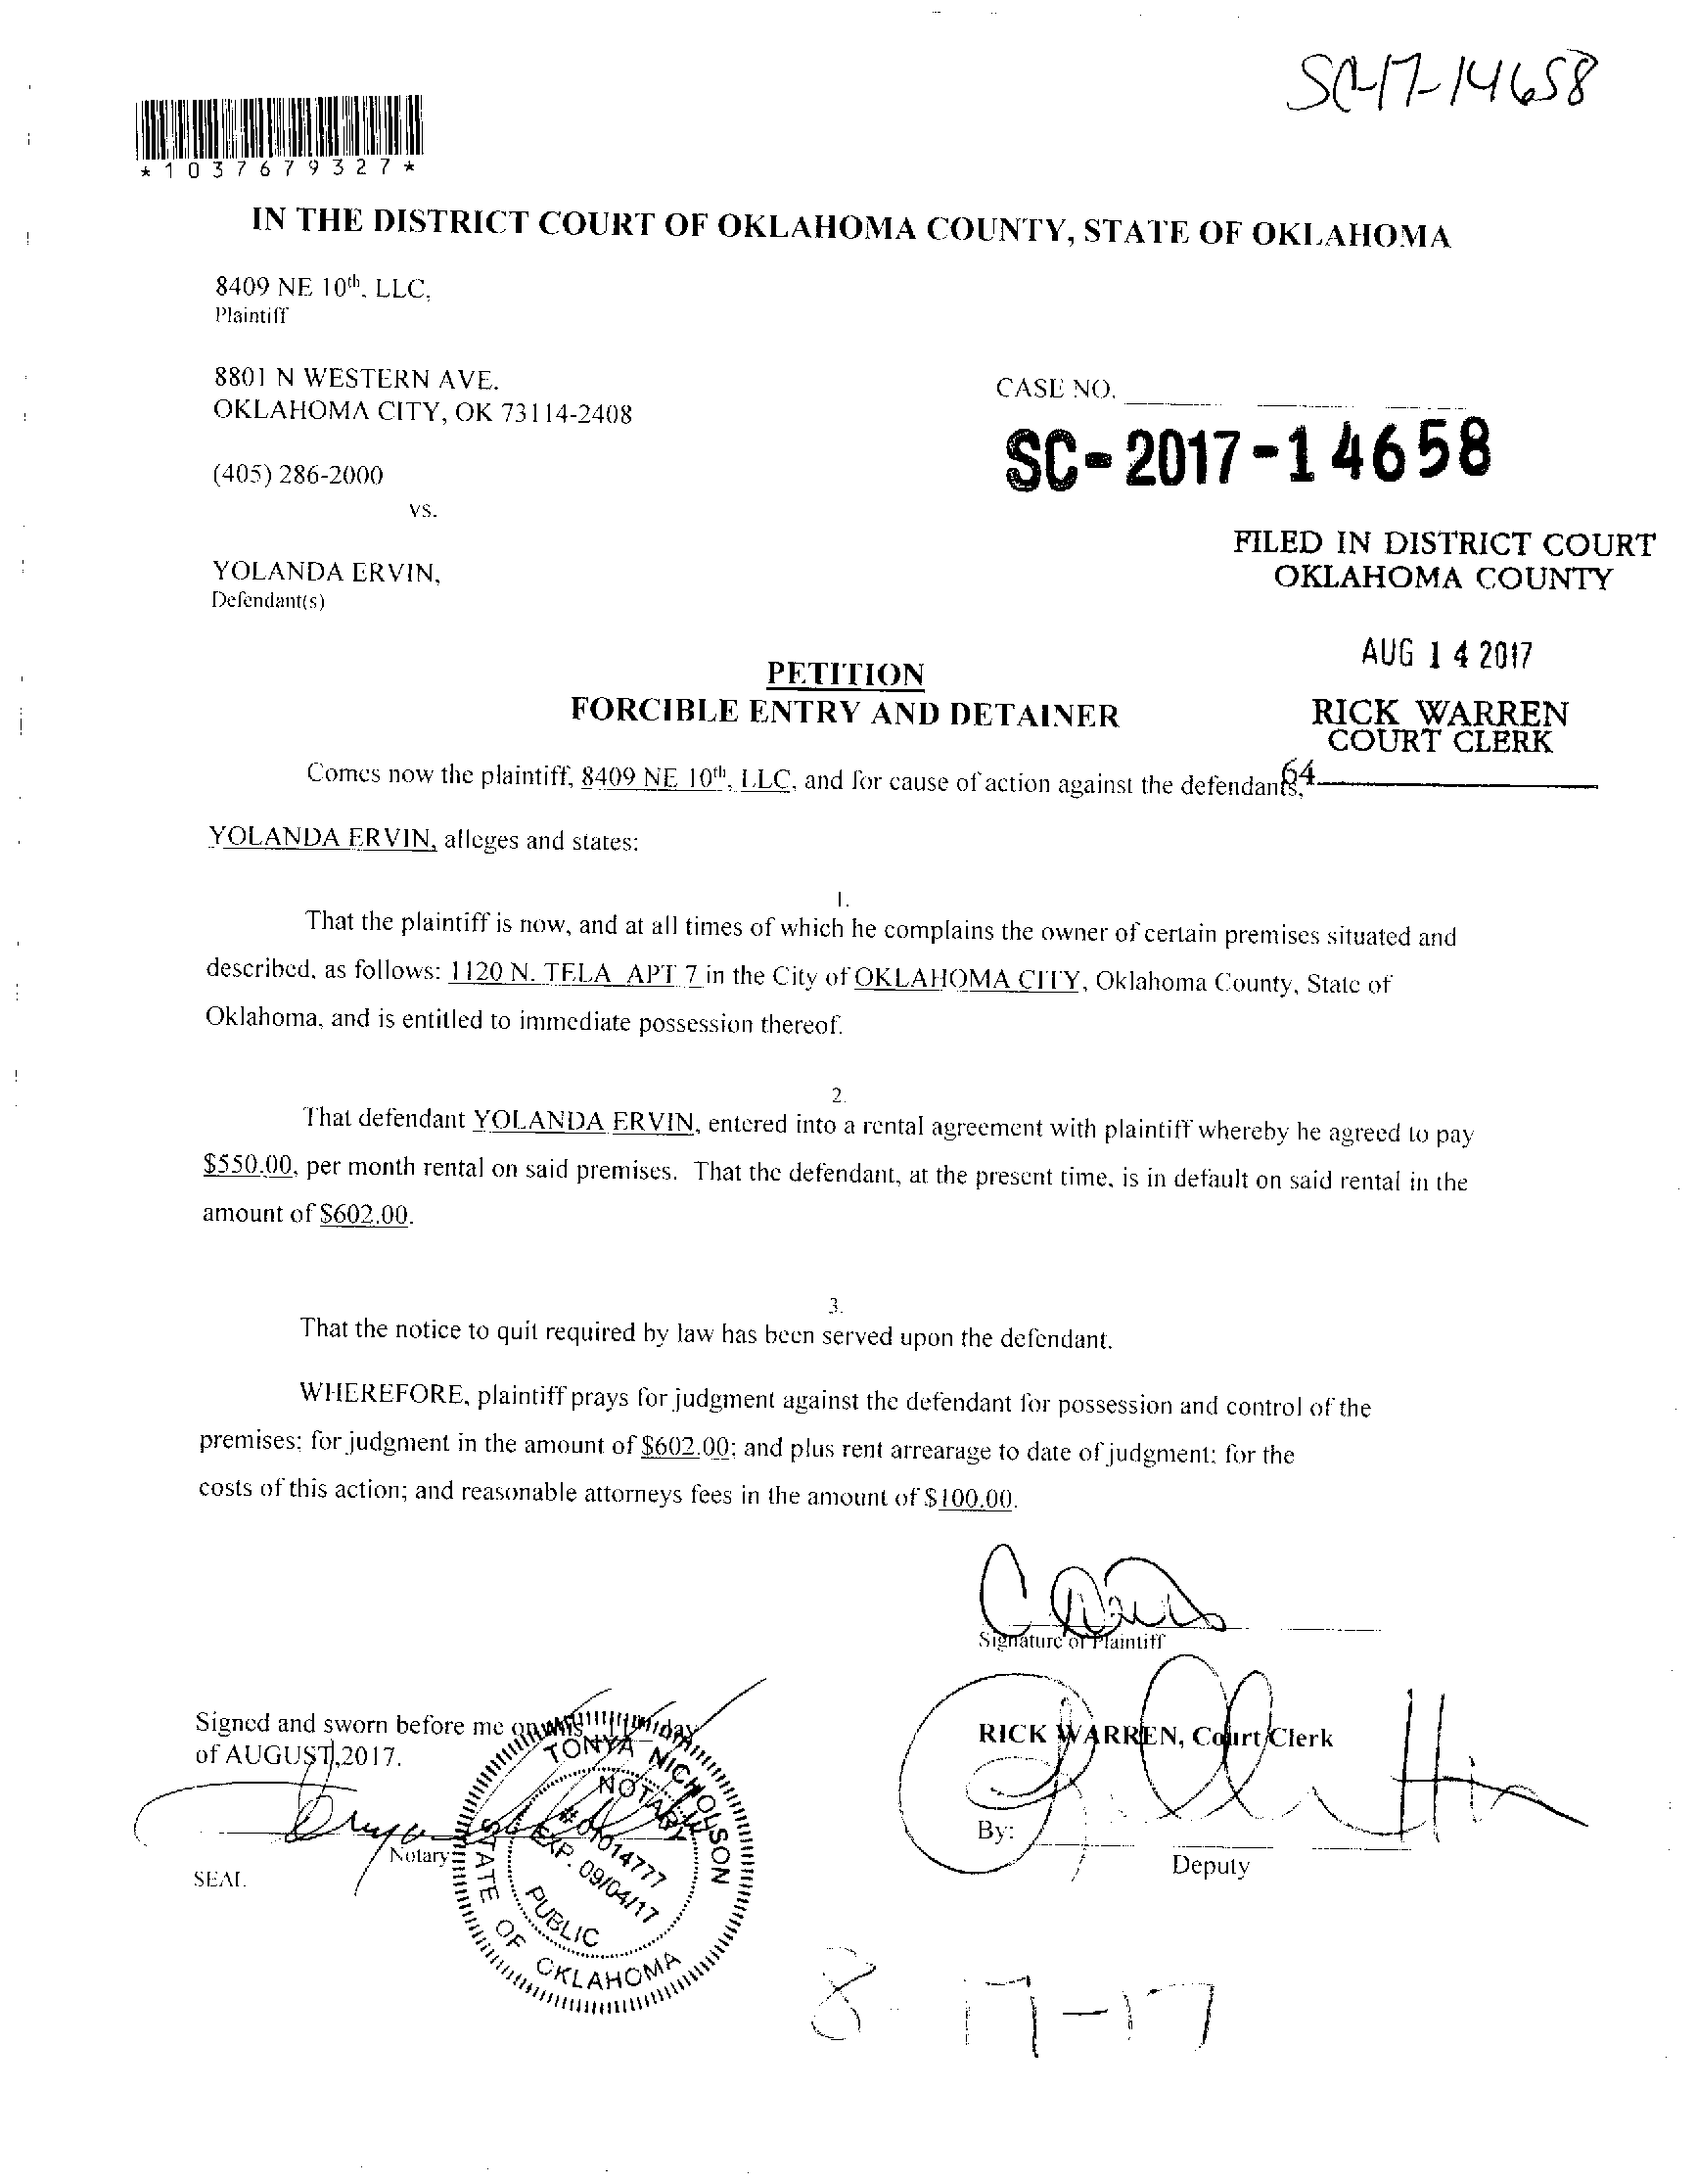 SC-17-14658
*1037679327*
IN THE DISTRICT COURT OF OKLAHOMA COUNTY, STATE OF OKLAHOMA
8409 NE 10th, LLC,
Plaintiff
8801 N WESTERN AVE.
OKLAHOMA CITY, OK 73114-2408
CASE NO.
SC-2017-14658
(405) 286-2000
vs.
FILED IN DISTRICT COURT
OKLAHOMA COUNTY
YOLANDA ERVIN,
Defendant(s)
AUG 14 2017
PETITION
FORCIBLE ENTRY AND DETAINER
RICK WARREN
COURT CLERK
64
Comes now the plaintiff, 8409 NE 10th, LLC, and for cause of action against the defendants,
YOLANDA ERVIN, alleges and states:
1.
That the plaintiff is now, and at all times of which he complains the owner of certain premises situated and
described, as follows: 1120 N. TELA APT 7 in the City of OKLAHOMA CITY, Oklahoma County, State of
Oklahoma, and is entitled to immediate possession thereof.
2.
That defendant YOLANDA ERVIN, entered into a rental agreement with plaintiff whereby he agreed to pay
$550.00, per month rental on said premises. That the defendant, at the present time, is in default on said rental in the
amount of $602.00.
3.
That the notice to quit required by law has been served upon the defendant.
WHEREFORE, plaintiff prays for judgment against the defendant for possession and control of the
premises; for judgment in the amount of $602.00; and plus rent arrearage to date of judgment; for the
costs of this action; and reasonable attorneys fees in the amount of $100.00.
Signature of Plaintiff
Signed and sworn before me on this day
of AUGUST, 2017.
RICK WARREN, Court Clerk
By:
Deputy
Notary
SEAL
TONYA NICHOLSON
NOTARY
# 01014777
EXP. 09/04/17
PUBLIC
STATE OF OKLAHOMA
8-17-17